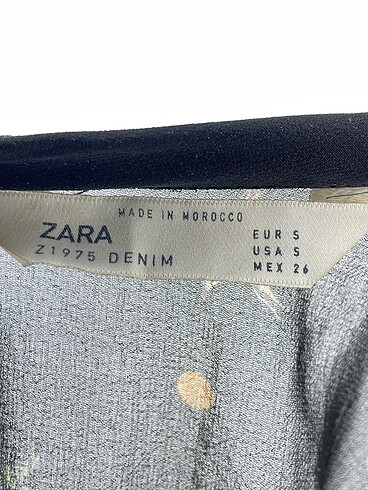 MADE IN MOROCCO
ZARA
Z1975 DENIM
EUR S
USA S
MEX 26